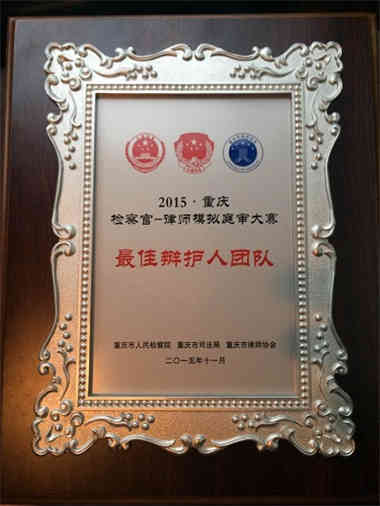 2015·重庆
检察官-律师模拟庭审大赛
最佳辩护人团队
重庆市人民检察院 重庆市司法局 重庆市律师协会
二〇一五年十一月